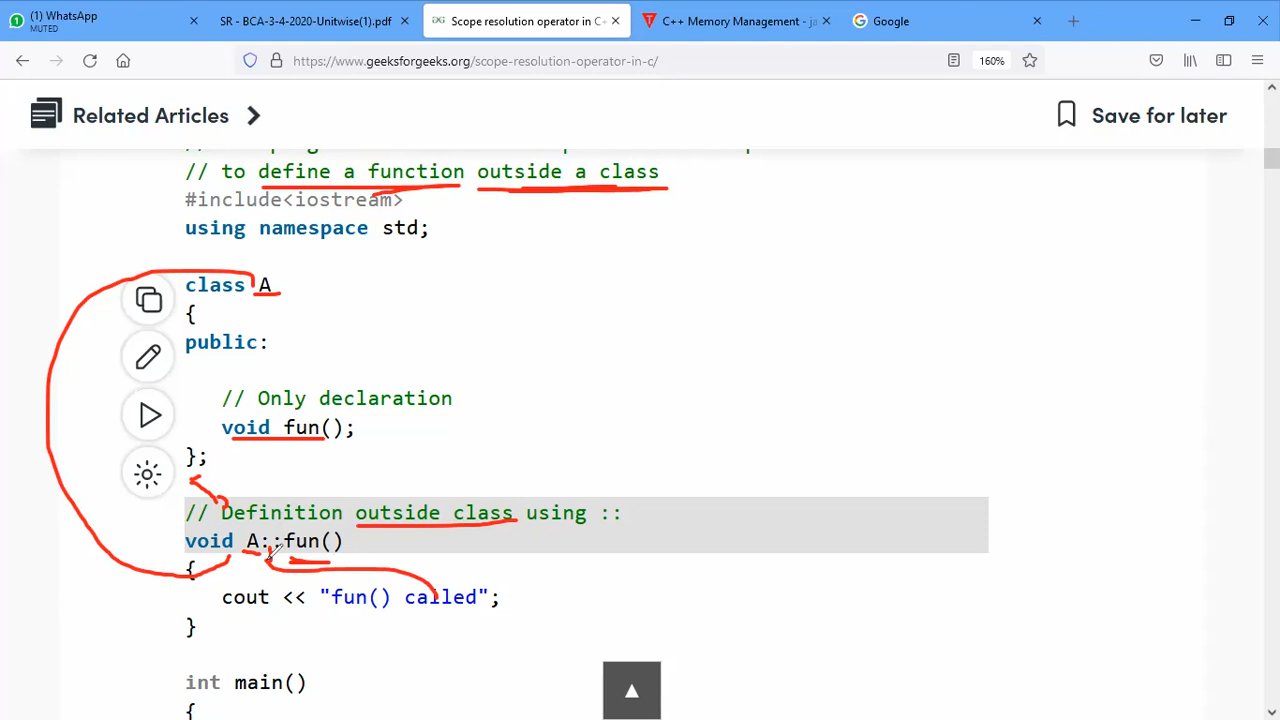 (1) WhatsApp
MUTED
SR - BCA-3-4-2020-Unitwise(1).pdf
Scope resolution operator in C+
C++ Memory Management - ja
Google
https://www.geeksforgeeks.org/scope-resolution-operator-in-c/
160%
Related Articles
Save for later
// to define a function outside a class
#include<iostream>
using namespace std;
class A
{
public:
// Only declaration
void fun();
};
// Definition outside class using ::
void A::fun()
{
cout << "fun() called";
}
int main()
{